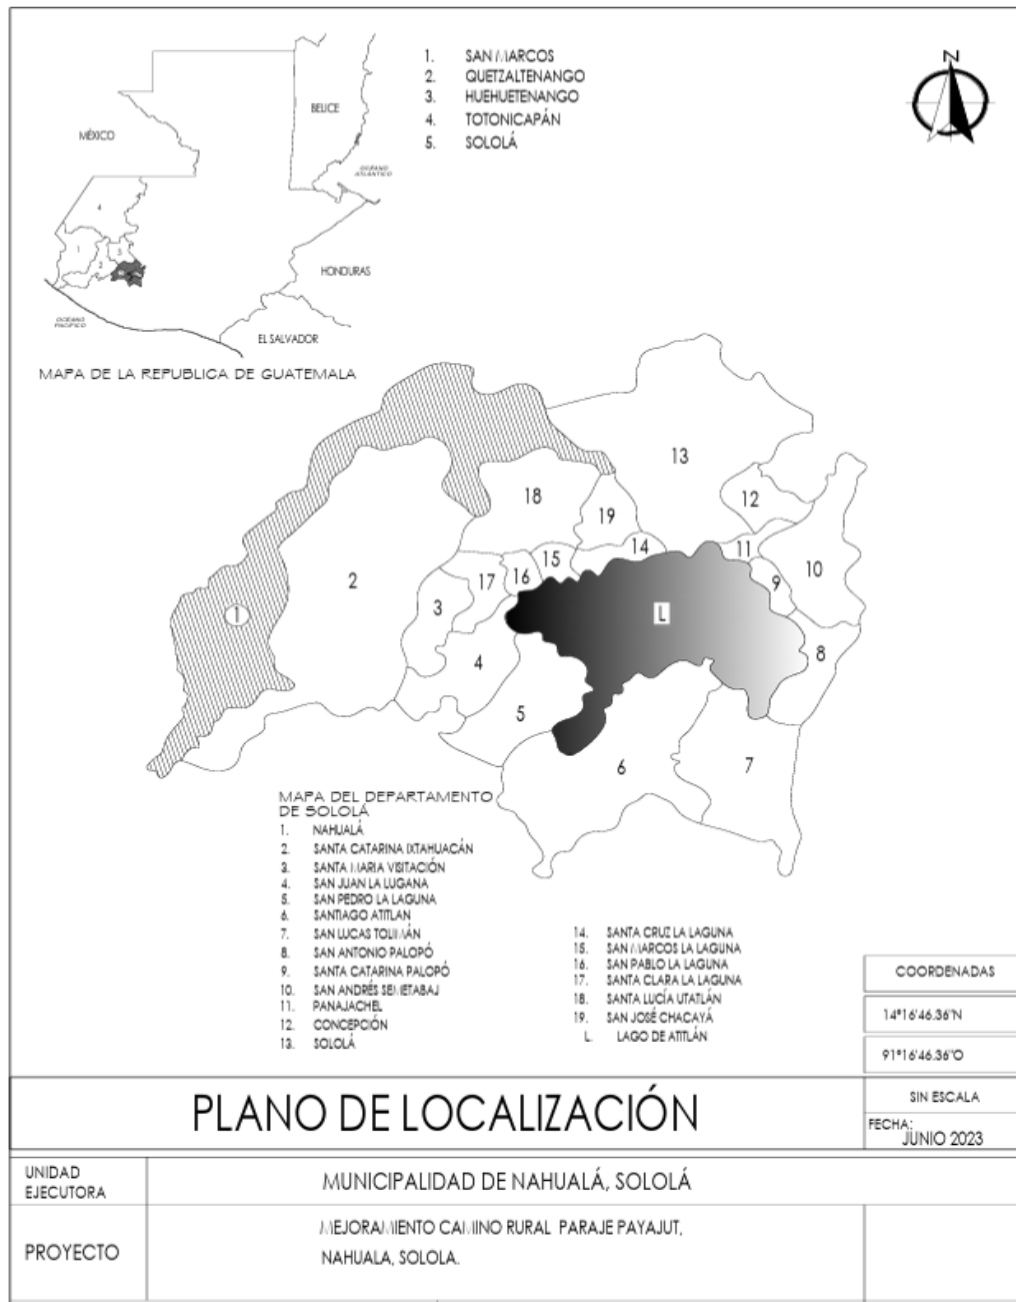 1. SAN MARCOS
2. QUETZALTENANGO
3. HUEHUETENANGO
4. TOTONICAPÁN
5. SOLOLÁ
N
MÉXICO
BELICE
OCEANO
ATLANTICO
4
1
3
2
HONDURAS
OCEANO
PACIFICO
EL SALVADOR
MAPA DE LA REPUBLICA DE GUATEMALA
13
12
18
19
14
11
15
16
17
10
9
2
3
1
L
4
8
5
6
7
MAPA DEL DEPARTAMENTO
DE SOLOLÁ
1. NAHUALÁ
2. SANTA CATARINA IXTAHUACÁN
3. SANTA MARIA VISITACIÓN
4. SAN JUAN LA LUGANA
5. SAN PEDRO LA LAGUNA
6. SANTIAGO ATITLAN
7. SAN LUCAS TOLIMÁN
8. SAN ANTONIO PALOPÓ
9. SANTA CATARINA PALOPÓ
10. SAN ANDRÉS SEMETABAJ
11. PANAJACHEL
12. CONCEPCIÓN
13. SOLOLÁ
14. SANTA CRUZ LA LAGUNA
15. SAN MARCOS LA LAGUNA
16. SAN PABLO LA LAGUNA
17. SANTA CLARA LA LAGUNA
18. SANTA LUCÍA UTATLÁN
19. SAN JOSÉ CHACAYÁ
L. LAGO DE ATITLÁN
COORDENADAS
14°16'46.36"N
91°16'46.36"O
PLANO DE LOCALIZACIÓN
SIN ESCALA
FECHA:
JUNIO 2023
UNIDAD
EJECUTORA
MUNICIPALIDAD DE NAHUALÁ, SOLOLÁ
PROYECTO
MEJORAMIENTO CAMINO RURAL PARAJE PAYAJUT,
NAHUALA, SOLOLA.